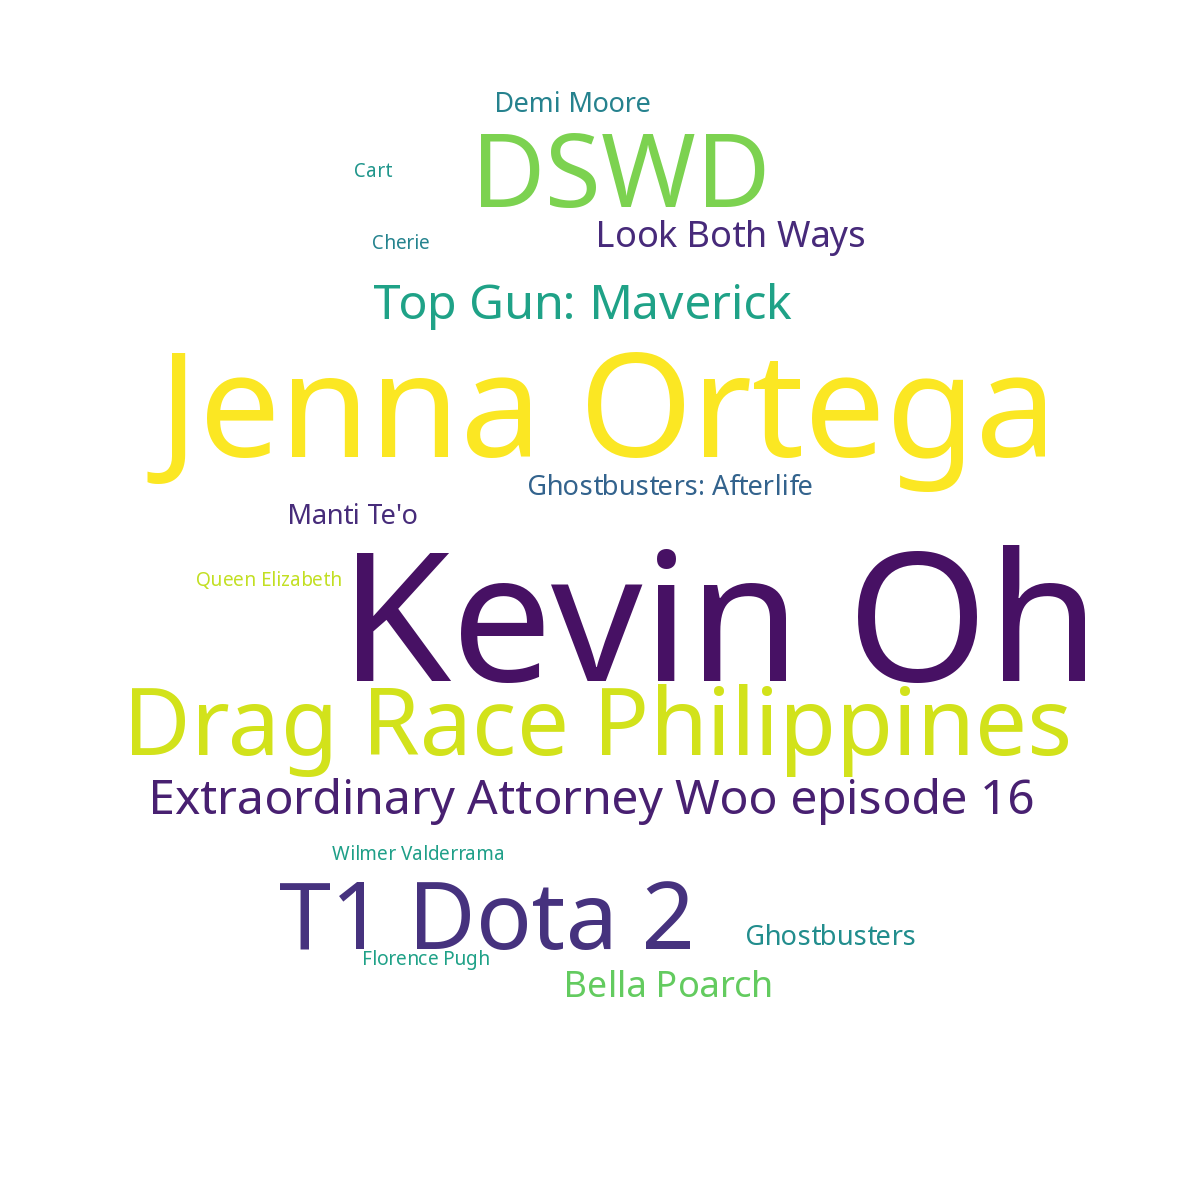 Demi Moore
DSWD
Cart
Look Both Ways
Cherie
Top Gun: Maverick
Jenna Ortega
Ghostbusters: Afterlife
Manti Te'o
Kevin Oh
Queen Elizabeth
Drag Race Philippines
Extraordinary Attorney Woo episode 16
Wilmer Valderrama
T1 Dota 2
Ghostbusters
Florence Pugh
Bella Poarch